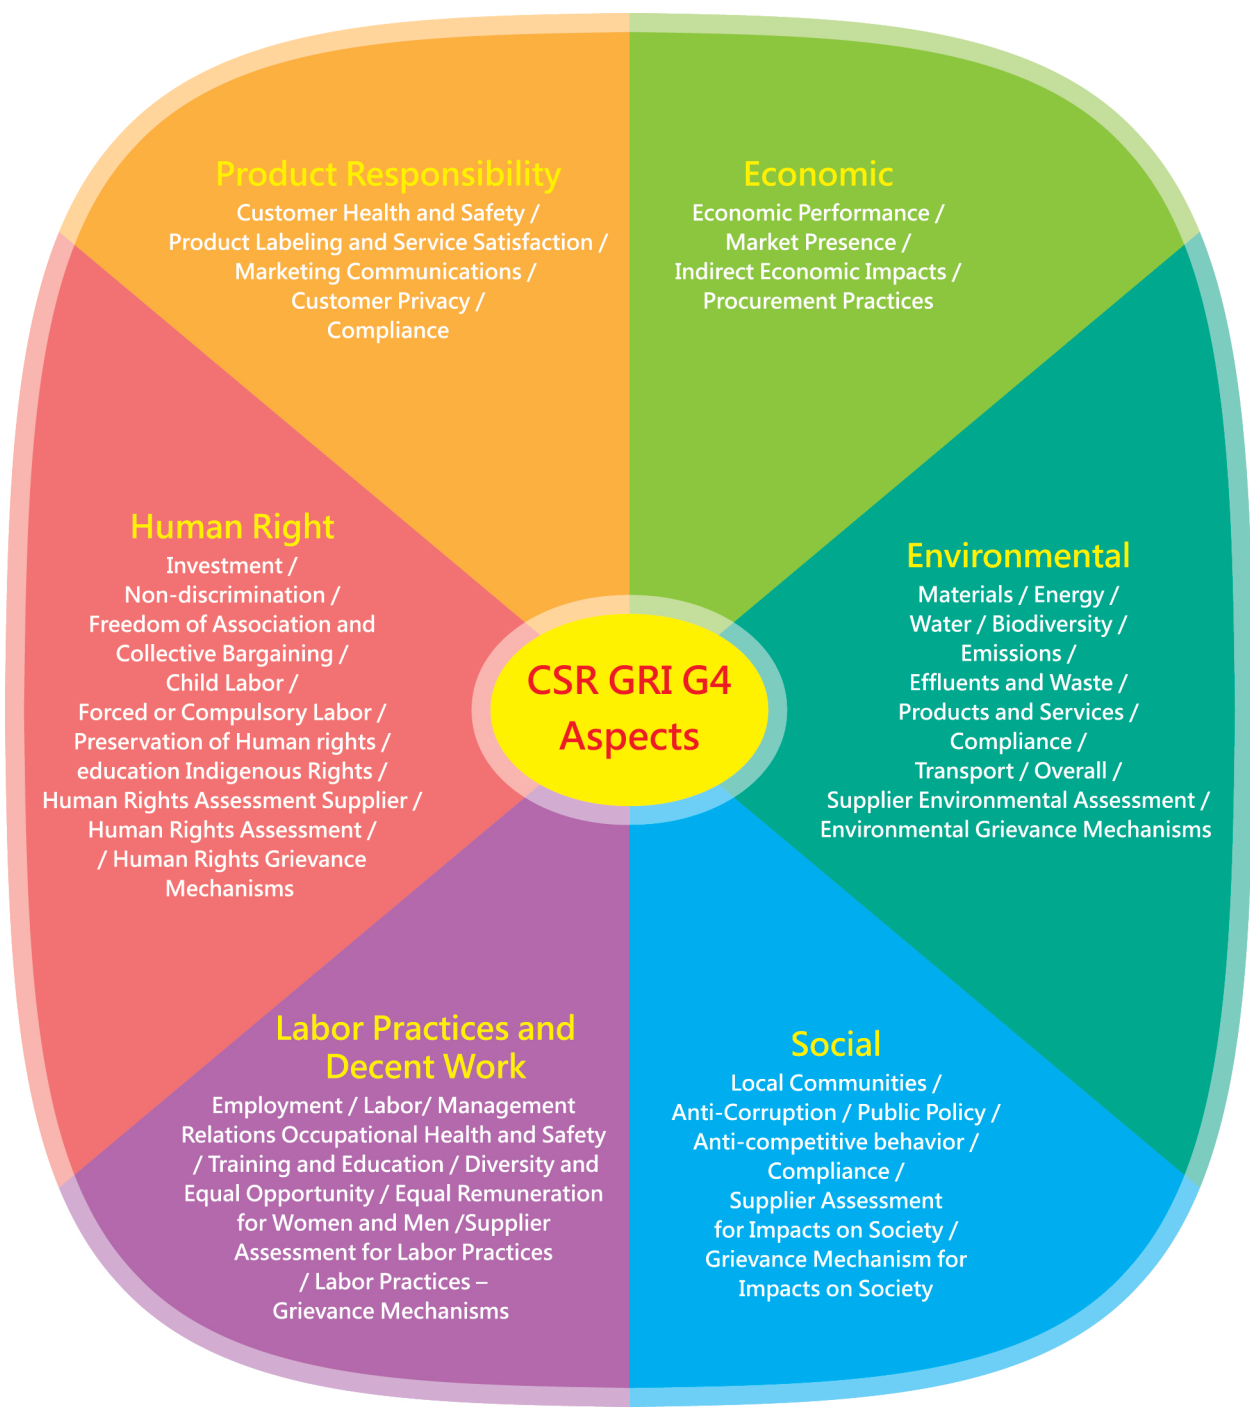 Product Responsibility
Customer Health and Safety /
Product Labeling and Service Satisfaction /
Marketing Communications /
Customer Privacy /
Compliance
Economic
Economic Performance /
Market Presence /
Indirect Economic Impacts /
Procurement Practices
Human Right
Investment /
Non-discrimination /
Freedom of Association and
Collective Bargaining /
Child Labor /
Forced or Compulsory Labor /
Preservation of Human rights /
education Indigenous Rights /
Human Rights Assessment Supplier /
Human Rights Assessment /
/ Human Rights Grievance
Mechanisms
CSR GRI G4
Aspects
Environmental
Materials / Energy /
Water / Biodiversity /
Emissions /
Effluents and Waste /
Products and Services /
Compliance /
Transport / Overall /
Supplier Environmental Assessment /
Environmental Grievance Mechanisms
Labor Practices and
Decent Work
Employment / Labor/ Management
Relations Occupational Health and Safety
/ Training and Education / Diversity and
Equal Opportunity / Equal Remuneration
for Women and Men /Supplier
Assessment for Labor Practices
/ Labor Practices –
Grievance Mechanisms
Social
Local Communities /
Anti-Corruption / Public Policy /
Anti-competitive behavior /
Compliance /
Supplier Assessment
for Impacts on Society /
Grievance Mechanism for
Impacts on Society